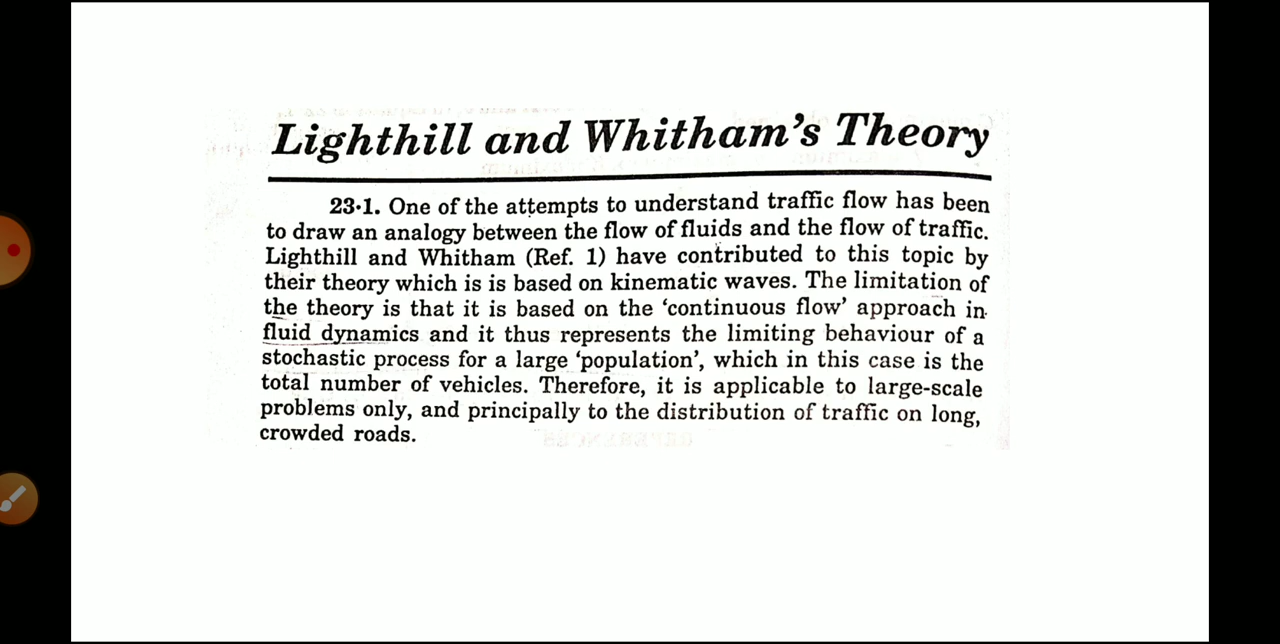 Lighthill and Whitham's Theory
23·1. One of the attempts to understand traffic flow has been
to draw an analogy between the flow of fluids and the flow of traffic.
Lighthill and Whitham (Ref. 1) have contributed to this topic by
their theory which is is based on kinematic waves. The limitation of
the theory is that it is based on the ‘continuous flow’ approach in
fluid dynamics and it thus represents the limiting behaviour of a
stochastic process for a large ‘population’, which in this case is the
total number of vehicles. Therefore, it is applicable to large-scale
problems only, and principally to the distribution of traffic on long,
crowded roads.